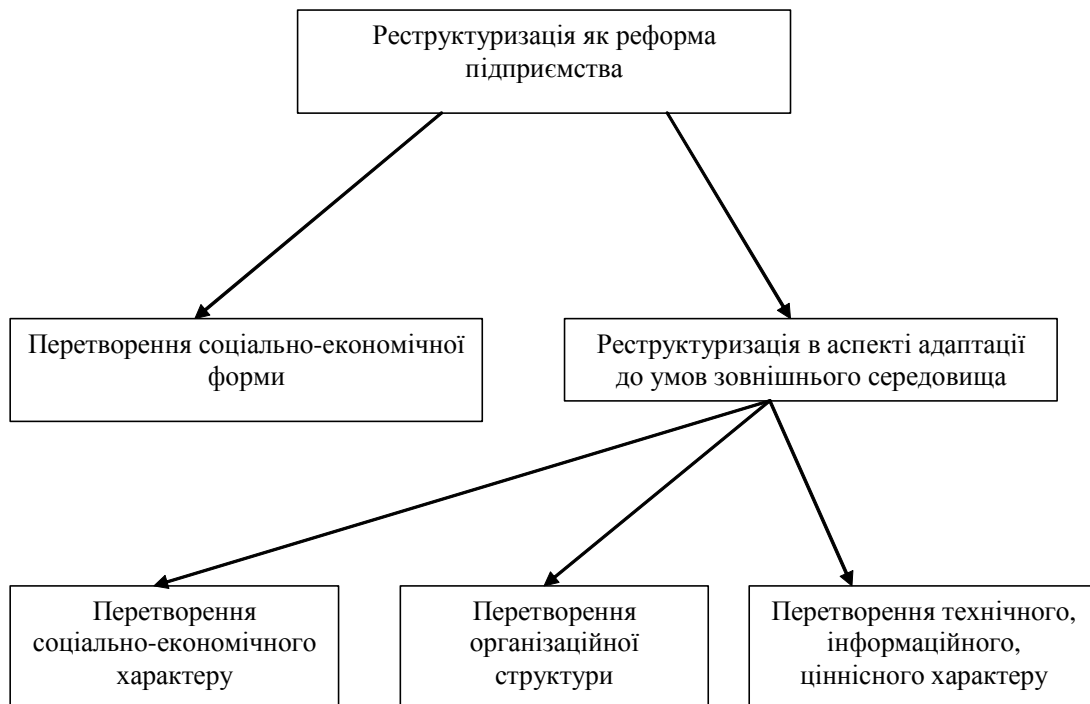 Реструктуризація як реформа
підприємства
Перетворення соціально-економічної
форми
Реструктуризація в аспекті адаптації
до умов зовнішнього середовища
Перетворення
соціально-економічного
характеру
Перетворення
організаційної
структури
Перетворення технічного,
інформаційного,
ціннісного характеру